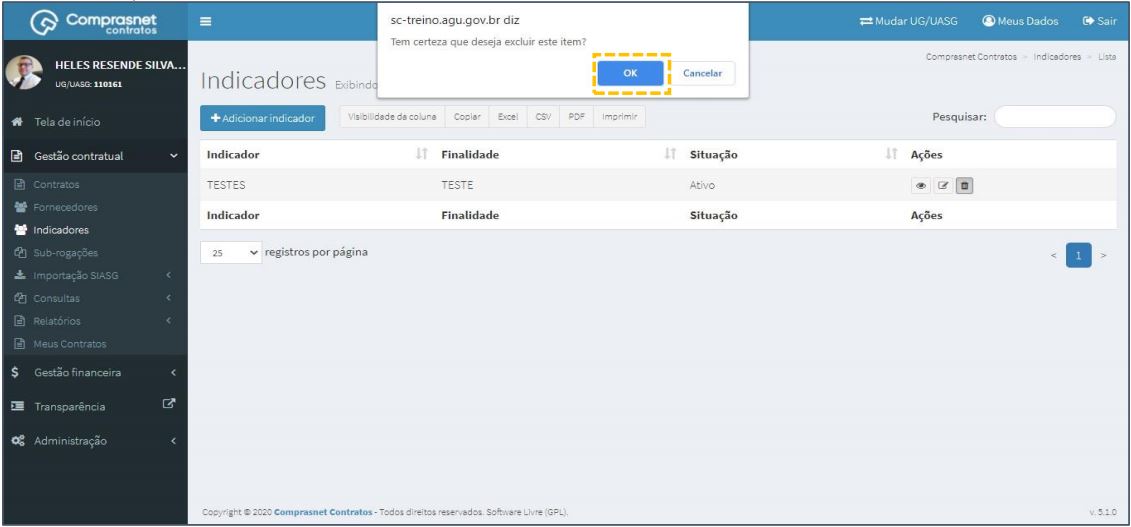 Comprasnet
contratos
sc-treino.agu.gov.br diz
Tem certeza que deseja excluir este item?
OK Cancelar
Mudar UG/UASG Meus Dados Sair
HELES RESENDE SILVA...
UG/UASG: 110161
Indicadores Exibindo
Comprasnet Contratos > Indicadores > Lista
+ Adicionar indicador Visibilidade da coluna Copiar Excel CSV PDF Imprimir Pesquisar:
Tela de início
Gestão contratual
Contratos
Fornecedores
Indicadores
Sub-rogações
Importação SIASG <
Consultas <
Relatórios <
Meus Contratos
$ Gestão financeira <
Transparência
Administração <
Indicador Finalidade Situação Ações
TESTES TESTE Ativo
Indicador Finalidade Situação Ações
25 registros por página < 1 >
Copyright © 2020 Comprasnet Contratos - Todos direitos reservados. Software Livre (GPL). v. 5.1.0